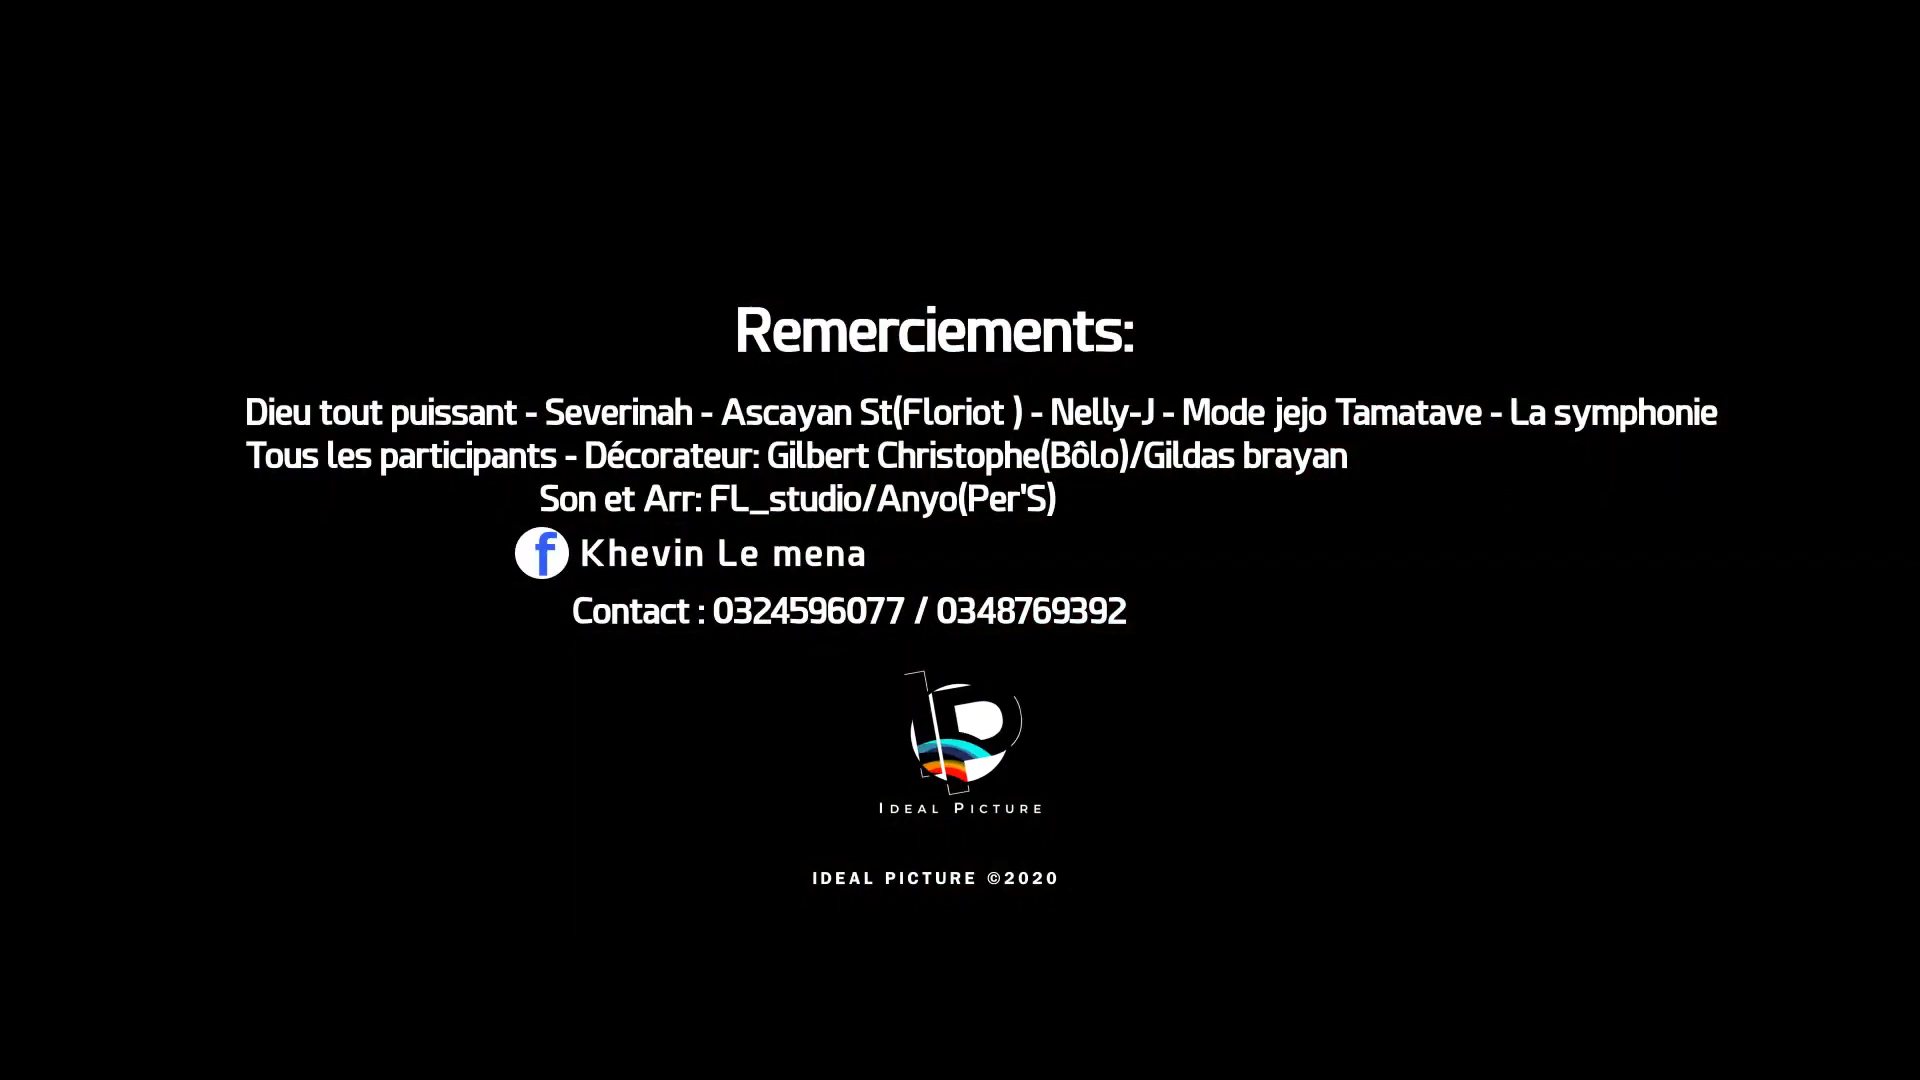 Remerciements:
Dieu tout puissant - Severinah - Ascayan St(Floriot ) - Nelly-J - Mode jejo Tamatave - La symphonie
Tous les participants - Décorateur: Gilbert Christophe(Bôlo)/Gildas brayan
Son et Arr: FL_studio/Anyo(Per'S)
f Khevin Le mena
Contact : 0324596077 / 0348769392
IDEAL PICTURE
IDEAL PICTURE ©2020